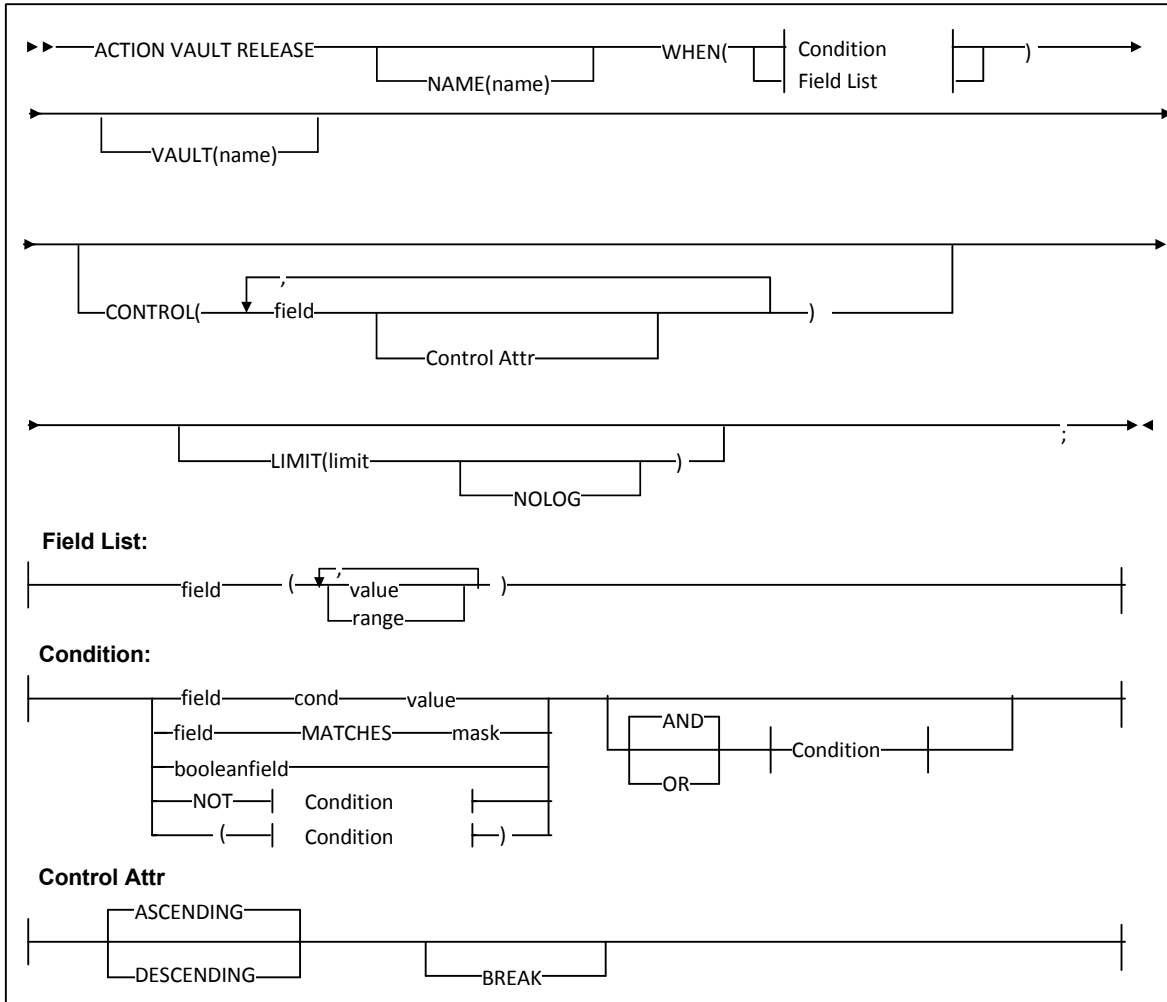 ACTION VAULT RELEASE WHEN( Condition )
NAME(name) Field List
VAULT(name)
,
CONTROL( field )
Control Attr
LIMIT(limit ) ;
NOLOG
Field List:
,
field ( value )
range
Condition:
field cond value
AND
field MATCHES mask
Condition
booleanfield
OR
NOT Condition
( Condition )
Control Attr
ASCENDING
DESCENDING BREAK